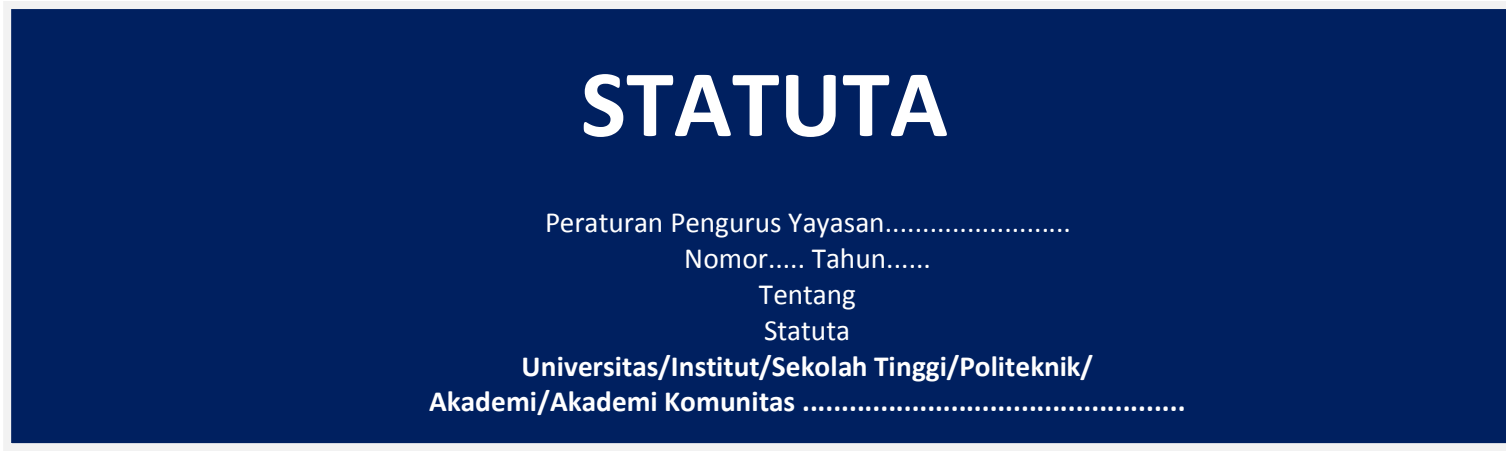 STATUTA
Peraturan Pengurus Yayasan.........................
Nomor..... Tahun......
Tentang
Statuta
Universitas/Institut/Sekolah Tinggi/Politeknik/
Akademi/Akademi Komunitas .................................................